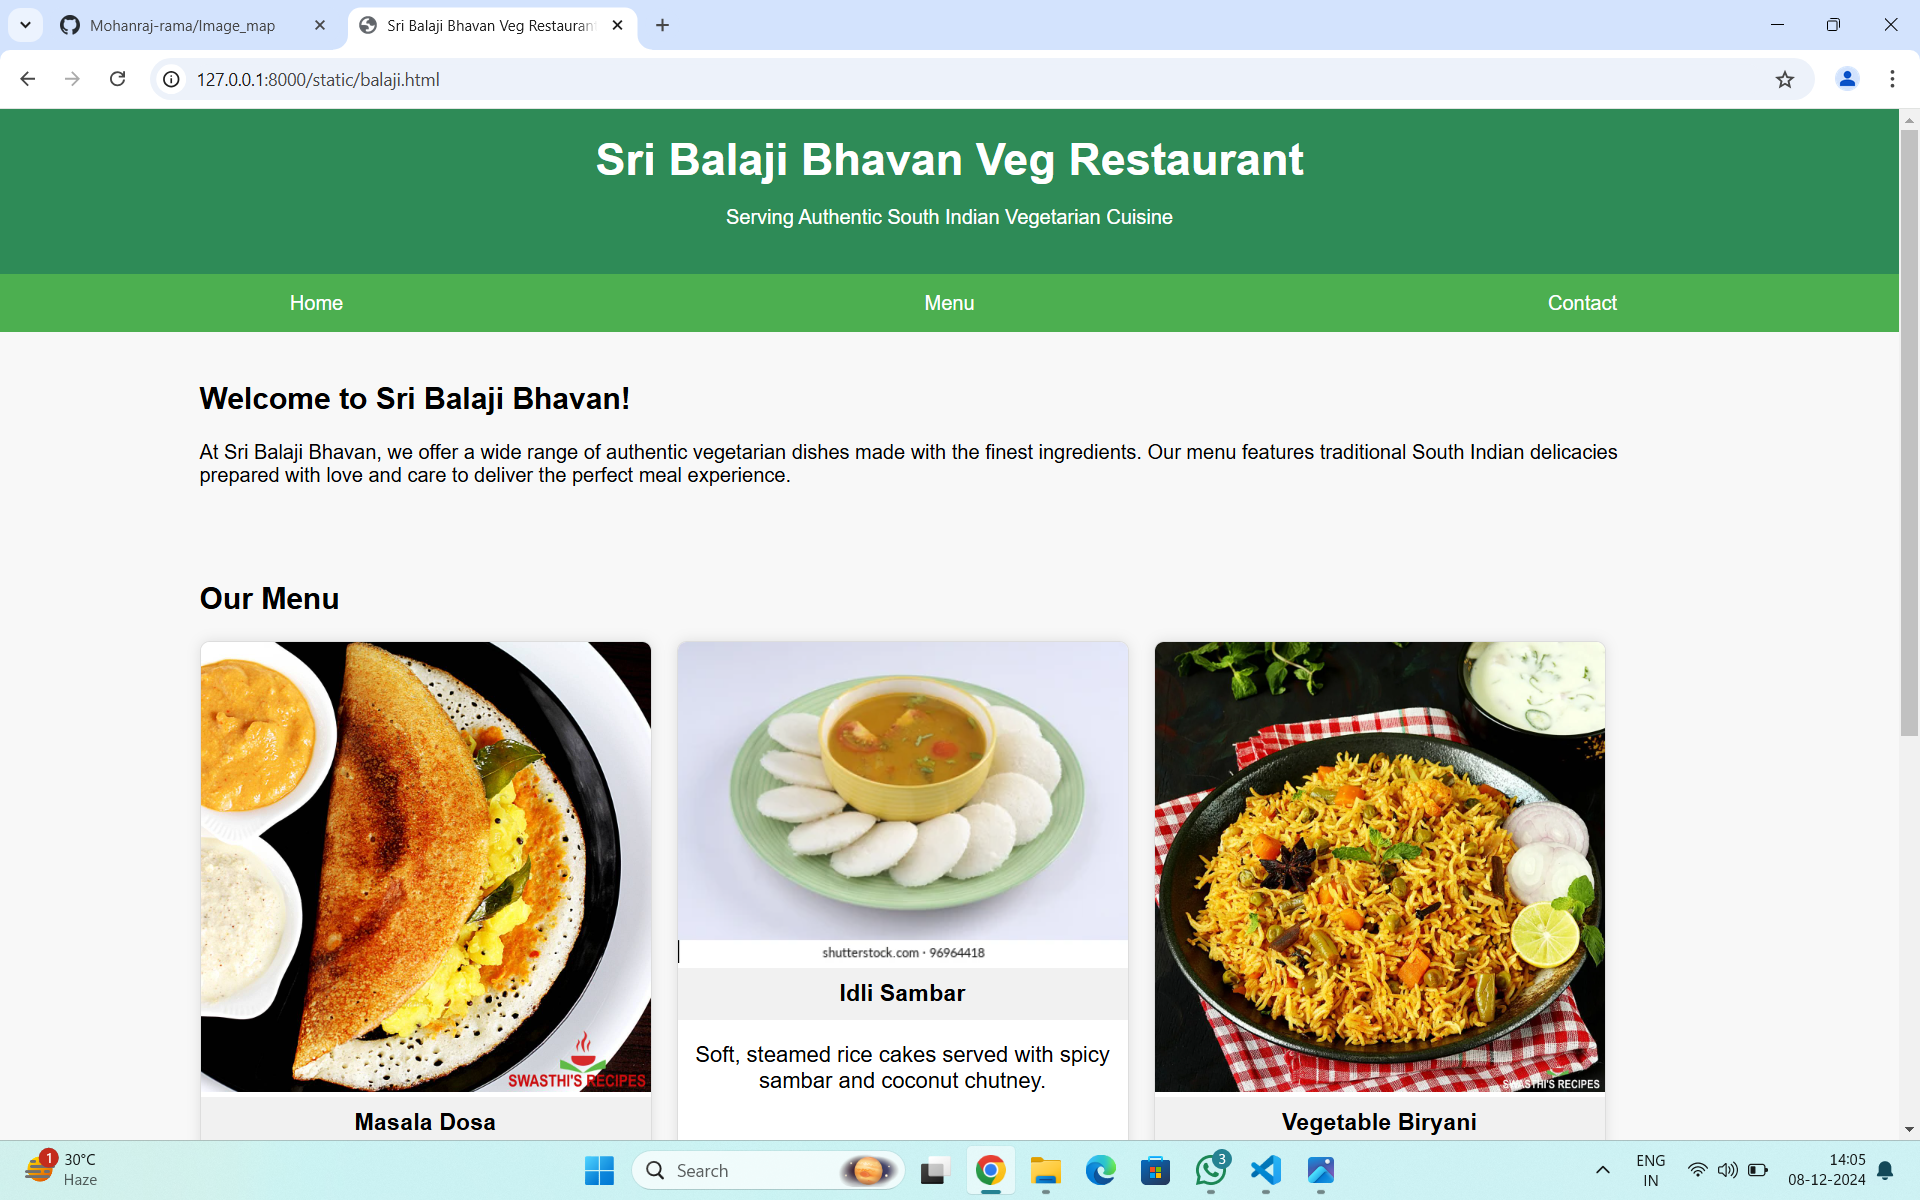 Mohanraj-rama/Image_map
Sri Balaji Bhavan Veg Restauran
127.0.0.1:8000/static/balaji.html
Sri Balaji Bhavan Veg Restaurant
Serving Authentic South Indian Vegetarian Cuisine
Home
Menu
Contact
Welcome to Sri Balaji Bhavan!
At Sri Balaji Bhavan, we offer a wide range of authentic vegetarian dishes made with the finest ingredients. Our menu features traditional South Indian delicacies
prepared with love and care to deliver the perfect meal experience.
Our Menu
SWASTHI'S RECIPES
Masala Dosa
shutterstock.com · 96964418
Idli Sambar
Soft, steamed rice cakes served with spicy
sambar and coconut chutney.
SWASTHI'S RECIPES
Vegetable Biryani
1
30°C
Haze
Search
3
ENG
IN
14:05
08-12-2024